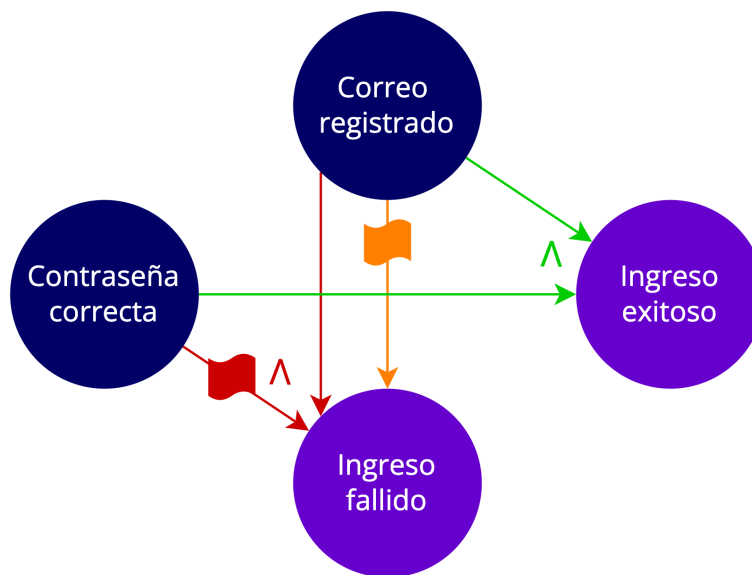 Correo
registrado
Contraseña
correcta
Λ
Ingreso
exitoso
Λ
Ingreso
fallido